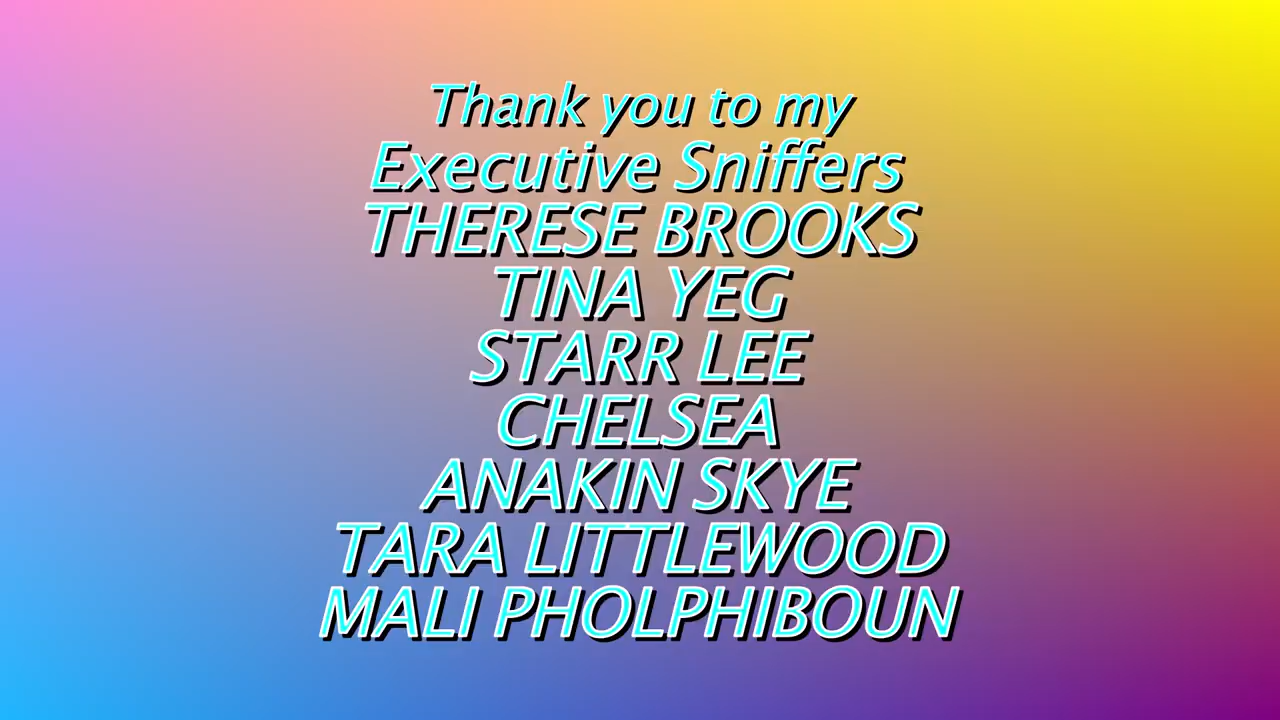 Thank you to my
Executive Sniffers
THERESE BROOKS
TINA YEG
STARR LEE
CHELSEA
ANAKIN SKYE
TARA LITTLEWOOD
MALI PHOLPHIBOUN